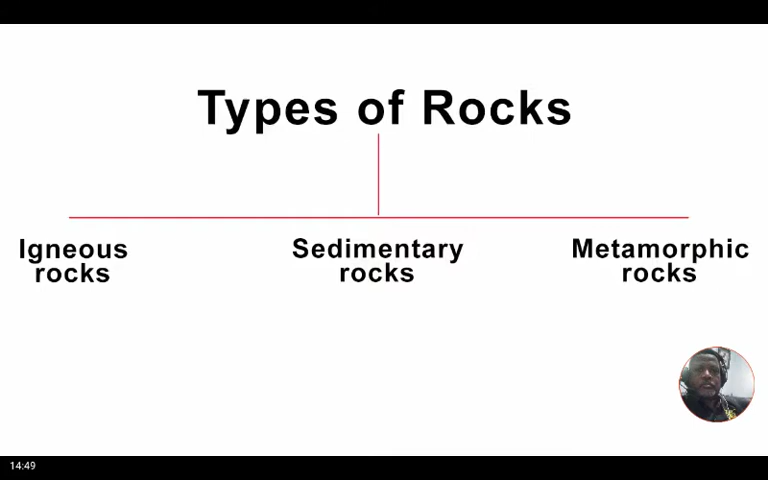 Types of Rocks
Igneous
rocks
Sedimentary
rocks
Metamorphic
rocks
14:49